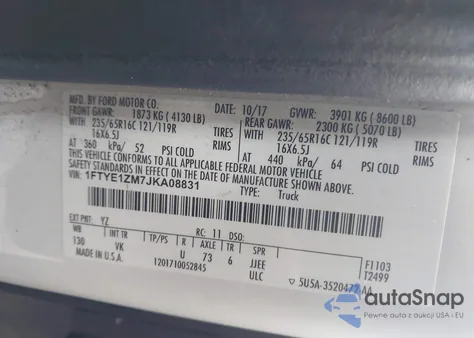 MFD. BY FORD MOTOR CO.
DATE: 10/17 GVWR: 3901 KG ( 8600 LB)
FRONT GAWR: 1873 KG ( 4130 LB) REAR GAWR: 2300 KG ( 5070 LB)
WITH 235/65R16C 121/119R TIRES WITH 235/65R16C 121/119R TIRES
16X6.5J RIMS 16X6.5J RIMS
AT 360 kPa/ 52 PSI COLD AT 440 kPa/ 64 PSI COLD
THIS VEHICLE CONFORMS TO ALL APPLICABLE FEDERAL MOTOR VEHICLE
SAFETY STANDARDS IN EFFECT ON THE DATE OF MANUFACTURE SHOWN ABOVE.
VIN: 1FTYE1ZM7JKA08831
TYPE: Truck
EXT PNT: YZ RC: 11 DSO:
WB INT TR TP/PS R AXLE TR SPR
130 VK U 73 6 JJEE
F1103
T2499
MADE IN U.S.A. 1201710052845 ULC
5U5A-3520472-AA
autoSnap
AUTO AUCTIONS IN USA i EU